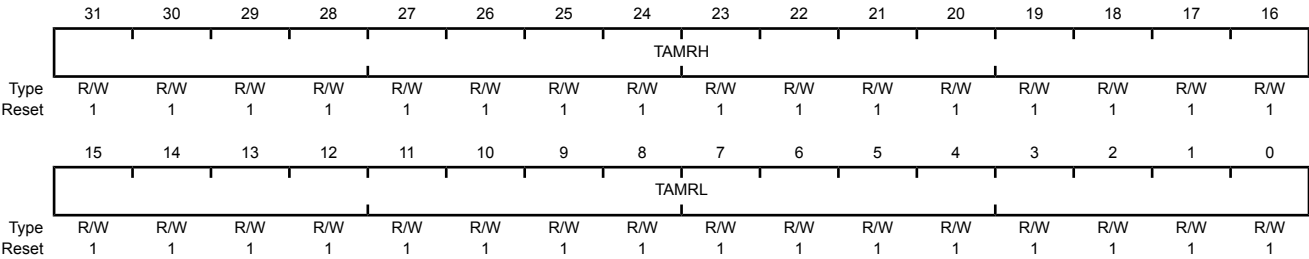 31 30 29 28 27 26 25 24 23 22 21 20 19 18 17 16
TAMRH
Type R/W R/W R/W R/W R/W R/W R/W R/W R/W R/W R/W R/W R/W R/W R/W R/W
Reset 1 1 1 1 1 1 1 1 1 1 1 1 1 1 1 1
15 14 13 12 11 10 9 8 7 6 5 4 3 2 1 0
TAMRL
Type R/W R/W R/W R/W R/W R/W R/W R/W R/W R/W R/W R/W R/W R/W R/W R/W
Reset 1 1 1 1 1 1 1 1 1 1 1 1 1 1 1 1